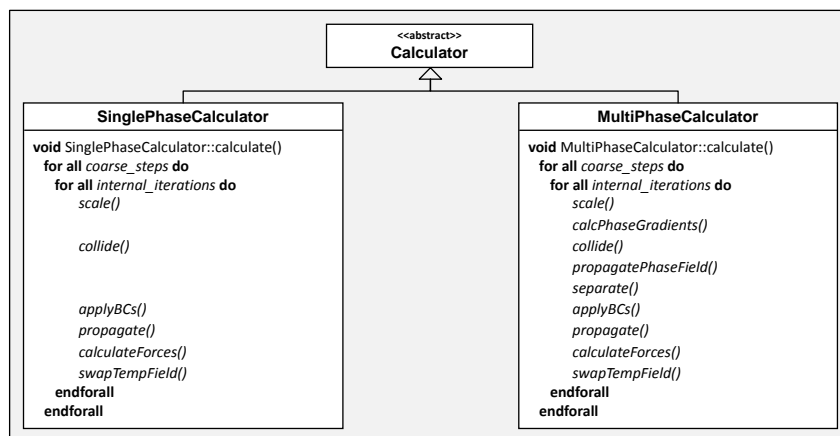 <<abstract>>
Calculator
SinglePhaseCalculator
void SinglePhaseCalculator::calculate()
for all coarse_steps do
for all internal_iterations do
scale()
collide()
applyBCs()
propagate()
calculateForces()
swapTempField()
endforall
endforall
MultiPhaseCalculator
void MultiPhaseCalculator::calculate()
for all coarse_steps do
for all internal_iterations do
scale()
calcPhaseGradients()
collide()
propagatePhaseField()
separate()
applyBCs()
propagate()
calculateForces()
swapTempField()
endforall
endforall